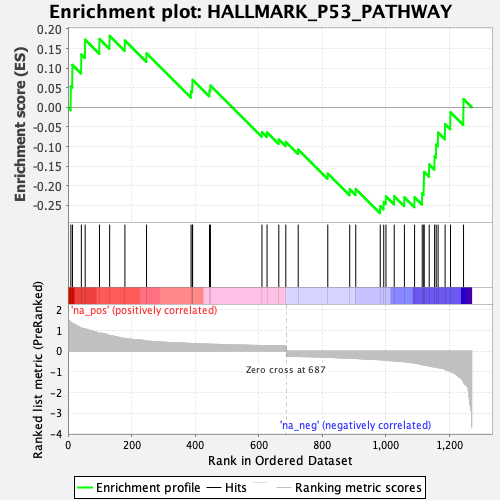 Enrichment plot: HALLMARK_P53_PATHWAY
Enrichment score (ES)
0.20
0.15
0.10
0.05
0.00
-0.05
-0.10
-0.15
-0.20
-0.25
Ranked list metric (PreRanked)
'na_pos' (positively correlated)
2
1
0
-1
-2
-3
-4
Zero cross at 687
'na_neg' (negatively correlated)
0 200 400 600 800 1,000 1,200
Rank in Ordered Dataset
Enrichment profile Hits Ranking metric scores